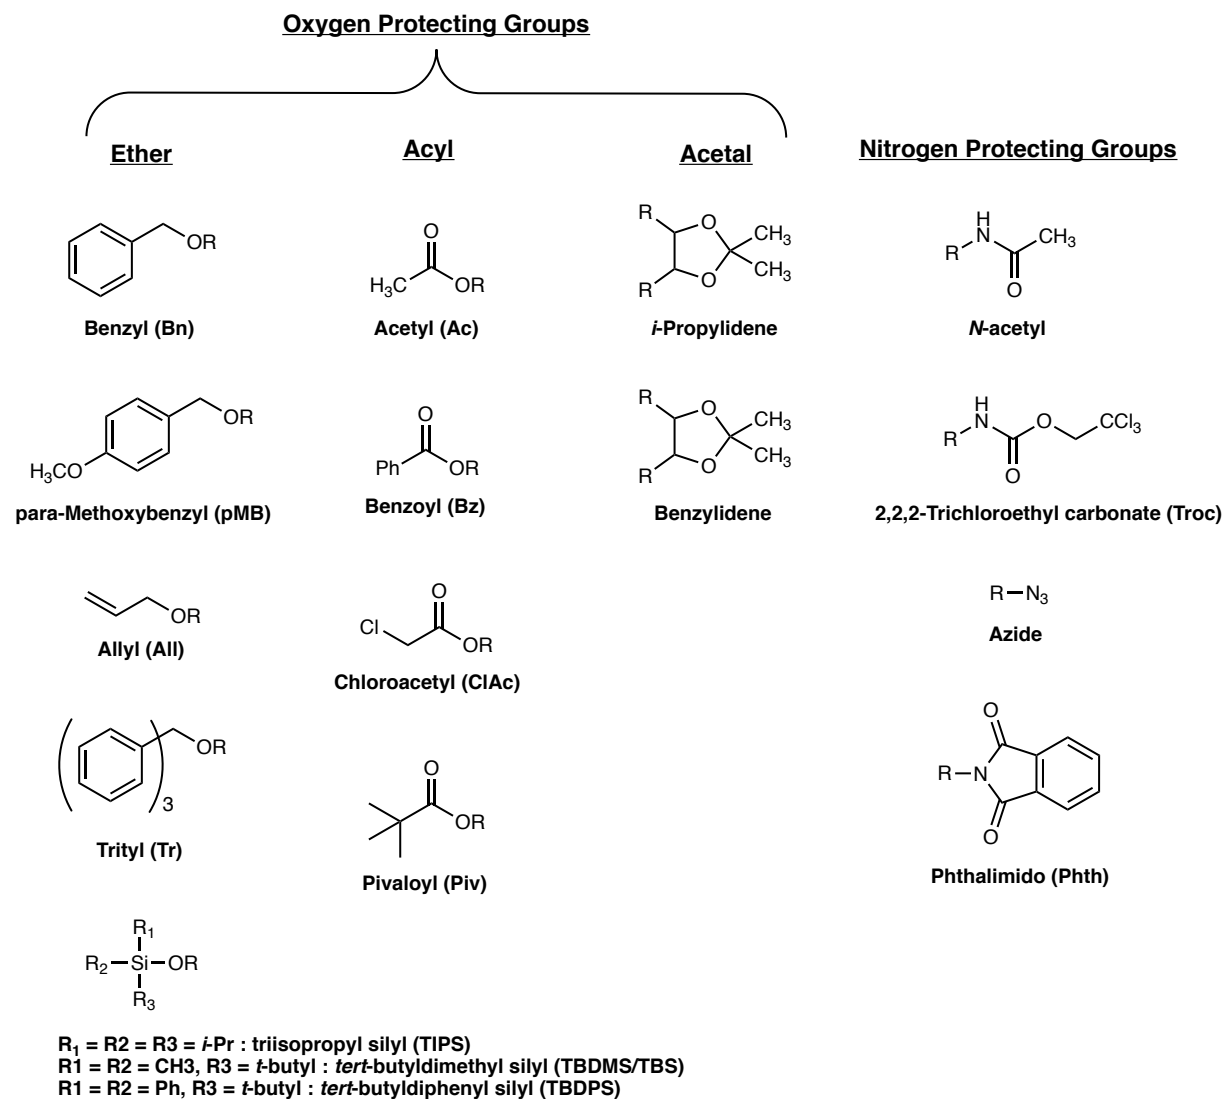 Oxygen Protecting Groups
Ether
Acyl
Acetal
Nitrogen Protecting Groups
OR
Benzyl (Bn)
O
H₃C
OR
Acetyl (Ac)
R
O
CH₃
CH₃
O
R
i-Propylidene
H
N
R
CH₃
O
N-acetyl
OR
H₃CO
para-Methoxybenzyl (pMB)
O
Ph
OR
Benzoyl (Bz)
R
O
CH₃
CH₃
O
R
Benzylidene
H
N
R
O
CCl₃
O
2,2,2-Trichloroethyl carbonate (Troc)
OR
Allyl (All)
O
Cl
OR
Chloroacetyl (ClAc)
R–N₃
Azide
OR
3
Trityl (Tr)
O
OR
Pivaloyl (Piv)
O
R–N
O
Phthalimido (Phth)
R₁
R₂–Si–OR
R₃
R₁ = R2 = R3 = i-Pr : triisopropyl silyl (TIPS)
R1 = R2 = CH3, R3 = t-butyl : tert-butyldimethyl silyl (TBDMS/TBS)
R1 = R2 = Ph, R3 = t-butyl : tert-butyldiphenyl silyl (TBDPS)